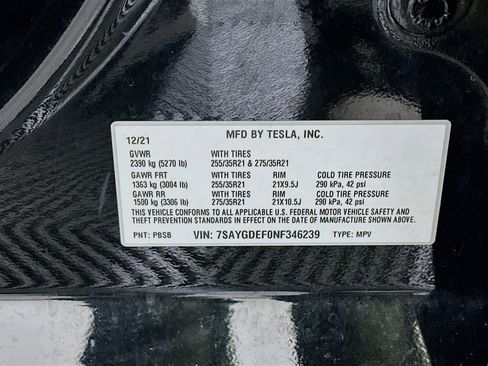 12/21 MFD BY TESLA, INC.
GVWR WITH TIRES
2390 kg (5270 lb) 255/35R21 & 275/35R21
GAWR FRT WITH TIRES RIM COLD TIRE PRESSURE
1363 kg (3004 lb) 255/35R21 21X9.5J 290 kPa, 42 psi
GAWR RR WITH TIRES RIM COLD TIRE PRESSURE
1500 kg (3306 lb) 275/35R21 21X10.5J 290 kPa, 42 psi
THIS VEHICLE CONFORMS TO ALL APPLICABLE U.S. FEDERAL MOTOR VEHICLE SAFETY AND
THEFT PREVENTION STANDARDS IN EFFECT ON THE DATE OF MANUFACTURE SHOWN ABOVE.
PNT: PBSB VIN: 7SAYGDEF0NF346239 TYPE: MPV